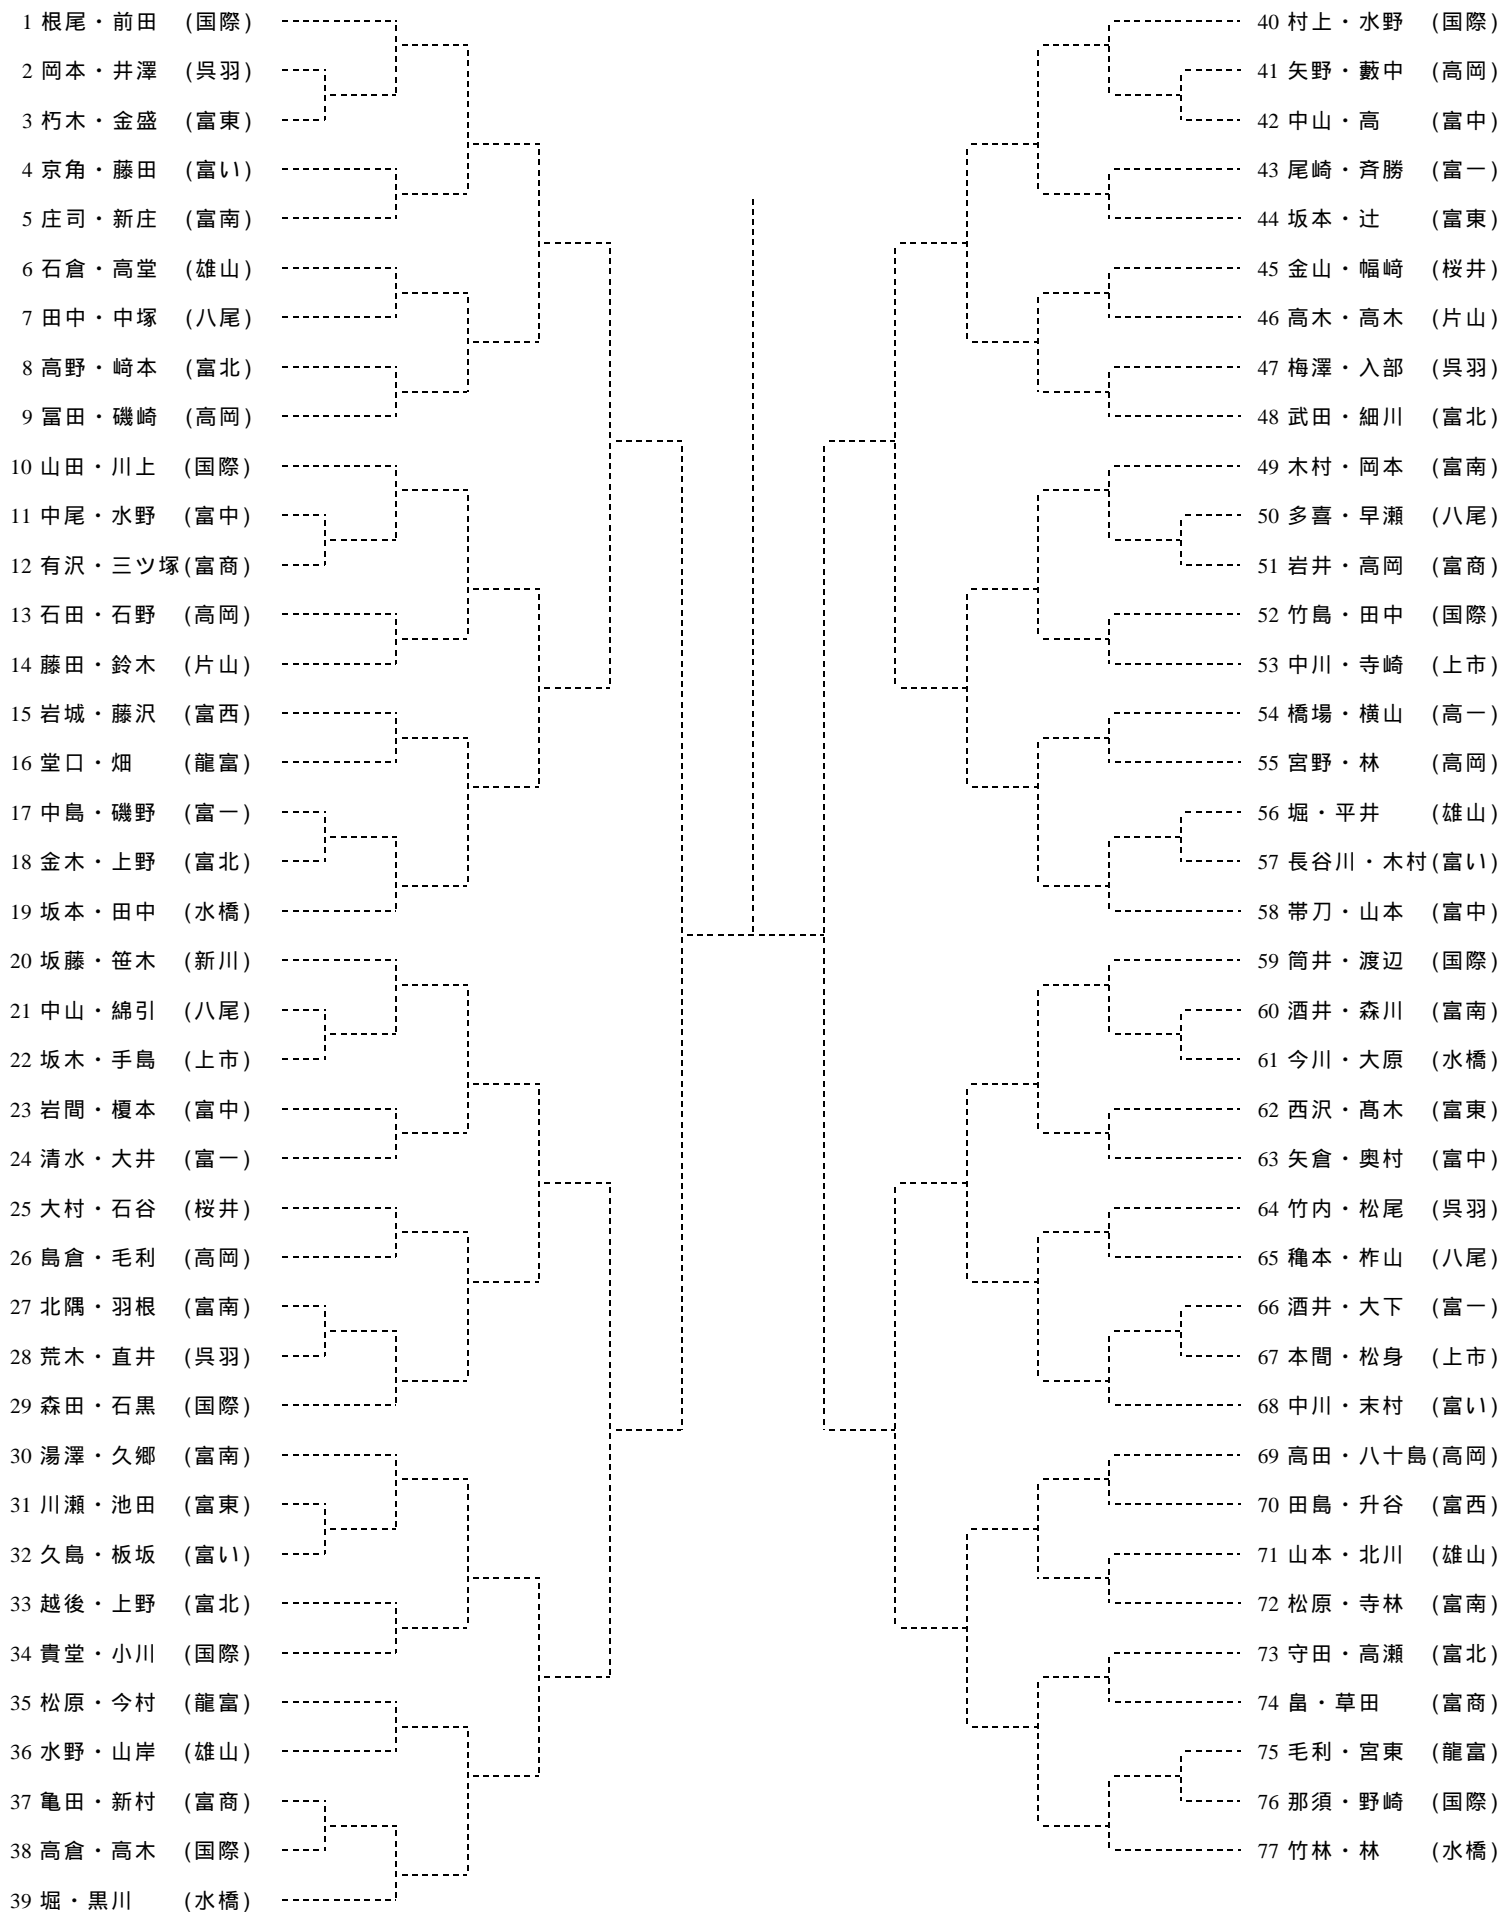 1 根尾・前田 (国際)
2 岡本・井澤 (呉羽)
3 朽木・金盛 (富東)
4 京角・藤田 (富い)
5 庄司・新庄 (富南)
6 石倉・高堂 (雄山)
7 田中・中塚 (八尾)
8 高野・﨑本 (富北)
9 冨田・磯崎 (高岡)
10 山田・川上 (国際)
11 中尾・水野 (富中)
12 有沢・三ツ塚(富商)
13 石田・石野 (高岡)
14 藤田・鈴木 (片山)
15 岩城・藤沢 (富西)
16 堂口・畑 (龍富)
17 中島・磯野 (富一)
18 金木・上野 (富北)
19 坂本・田中 (水橋)
20 坂藤・笹木 (新川)
21 中山・綿引 (八尾)
22 坂木・手島 (上市)
23 岩間・榎本 (富中)
24 清水・大井 (富一)
25 大村・石谷 (桜井)
26 島倉・毛利 (高岡)
27 北隅・羽根 (富南)
28 荒木・直井 (呉羽)
29 森田・石黒 (国際)
30 湯澤・久郷 (富南)
31 川瀬・池田 (富東)
32 久島・板坂 (富い)
33 越後・上野 (富北)
34 貴堂・小川 (国際)
35 松原・今村 (龍富)
36 水野・山岸 (雄山)
37 亀田・新村 (富商)
38 高倉・高木 (国際)
39 堀・黒川 (水橋)
40 村上・水野 (国際)
41 矢野・藪中 (高岡)
42 中山・高 (富中)
43 尾崎・斉勝 (富一)
44 坂本・辻 (富東)
45 金山・幅﨑 (桜井)
46 高木・高木 (片山)
47 梅澤・入部 (呉羽)
48 武田・細川 (富北)
49 木村・岡本 (富南)
50 多喜・早瀬 (八尾)
51 岩井・高岡 (富商)
52 竹島・田中 (国際)
53 中川・寺崎 (上市)
54 橋場・横山 (高一)
55 宮野・林 (高岡)
56 堀・平井 (雄山)
57 長谷川・木村(富い)
58 帯刀・山本 (富中)
59 筒井・渡辺 (国際)
60 酒井・森川 (富南)
61 今川・大原 (水橋)
62 西沢・髙木 (富東)
63 矢倉・奥村 (富中)
64 竹内・松尾 (呉羽)
65 穐本・柞山 (八尾)
66 酒井・大下 (富一)
67 本間・松身 (上市)
68 中川・末村 (富い)
69 高田・八十島(高岡)
70 田島・升谷 (富西)
71 山本・北川 (雄山)
72 松原・寺林 (富南)
73 守田・高瀬 (富北)
74 畠・草田 (富商)
75 毛利・宮東 (龍富)
76 那須・野崎 (国際)
77 竹林・林 (水橋)